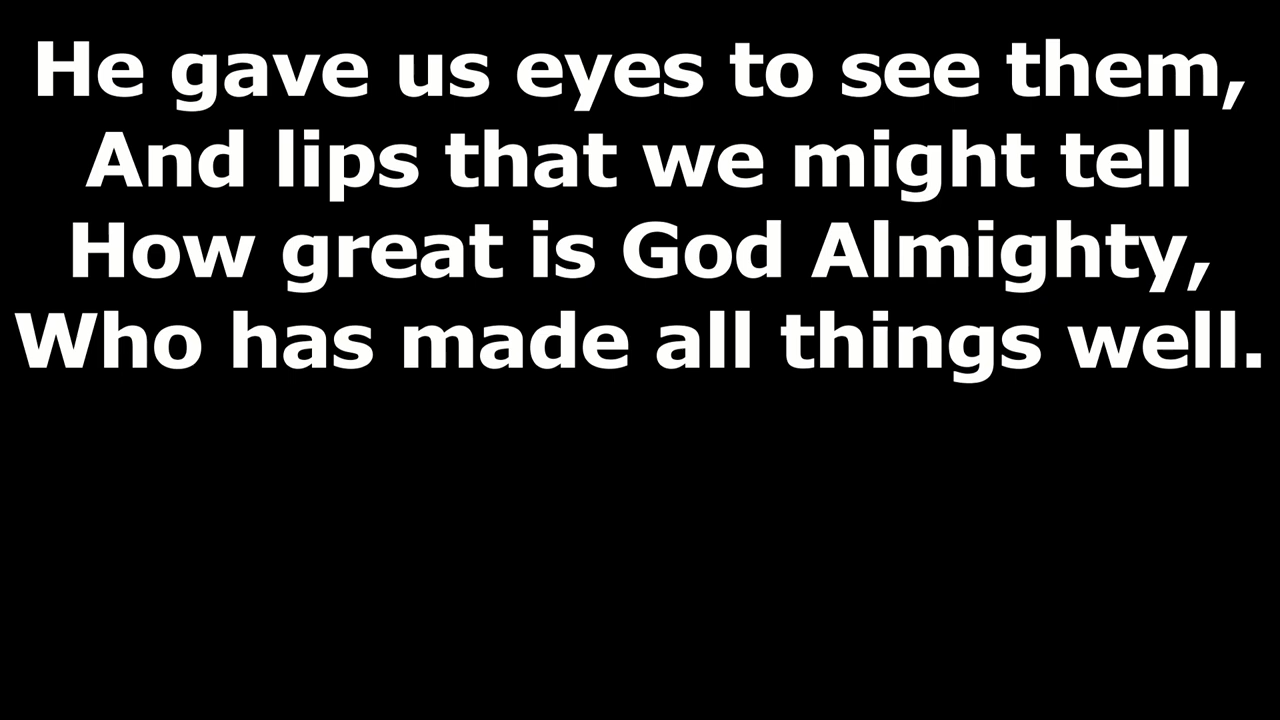 He gave us eyes to see them,
And lips that we might tell
How great is God Almighty,
Who has made all things well.